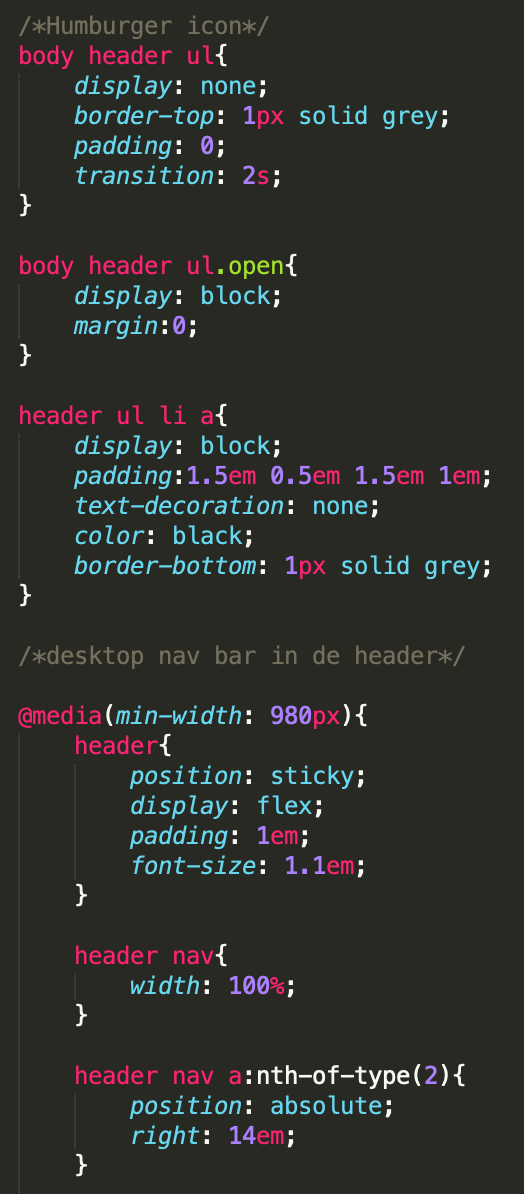 /*Humburger icon*/
body header ul{
    display: none;
    border-top: 1px solid grey;
    padding: 0;
    transition: 2s;
}

body header ul.open{
    display: block;
    margin:0;
}

header ul li a{
    display: block;
    padding:1.5em 0.5em 1.5em 1em;
    text-decoration: none;
    color: black;
    border-bottom: 1px solid grey;
}

/*desktop nav bar in de header*/

@media(min-width: 980px){
    header{
        position: sticky;
        display: flex;
        padding: 1em;
        font-size: 1.1em;
    }

    header nav{
        width: 100%;
    }

    header nav a:nth-of-type(2){
        position: absolute;
        right: 14em;
    }